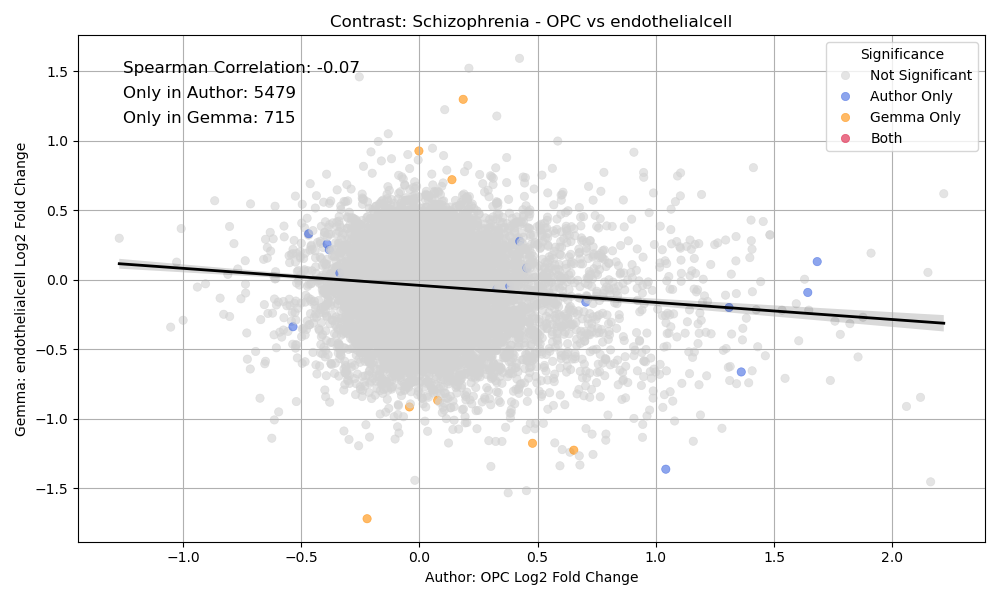 Contrast: Schizophrenia - OPC vs endothelialcell
Spearman Correlation: -0.07
Only in Author: 5479
Only in Gemma: 715
Significance
Not Significant
Author Only
Gemma Only
Both
Gemma: endothelialcell Log2 Fold Change
1.5
1.0
0.5
0.0
−0.5
−1.0
−1.5
−1.0
−0.5
0.0
0.5
1.0
1.5
2.0
Author: OPC Log2 Fold Change